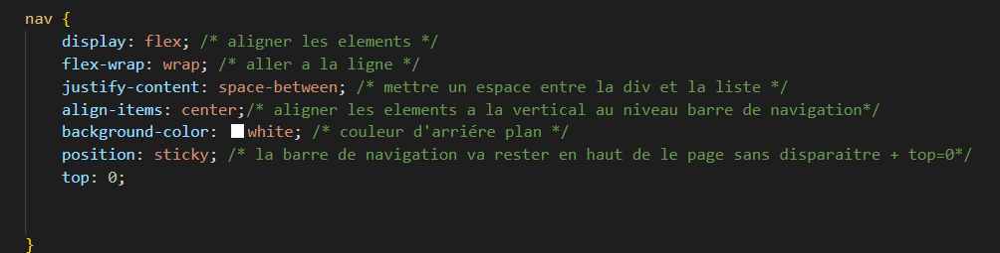 nav {
display: flex; /* aligner les elements */
flex-wrap: wrap; /* aller a la ligne */
justify-content: space-between; /* mettre un espace entre la div et la liste */
align-items: center;/* aligner les elements a la vertical au niveau barre de navigation*/
background-color: white; /* couleur d'arriére plan */
position: sticky; /* la barre de navigation va rester en haut de le page sans disparaitre + top=0*/
top: 0;
}